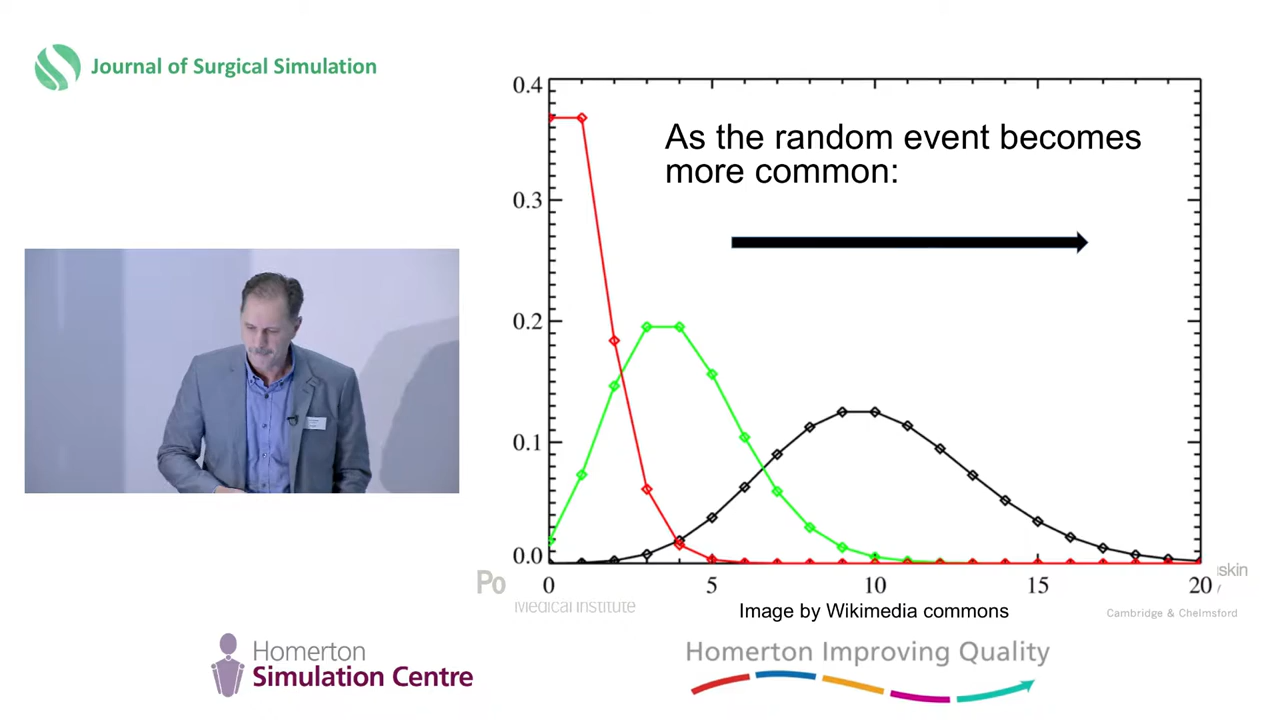 Journal of Surgical Simulation
0.4
0.3
0.2
0.1
0.0
As the random event becomes
more common:
0 5 10 15 20
Po
skin
Medical Institute
Image by Wikimedia commons
Cambridge & Chelmsford
Homerton
Simulation Centre
Homerton Improving Quality